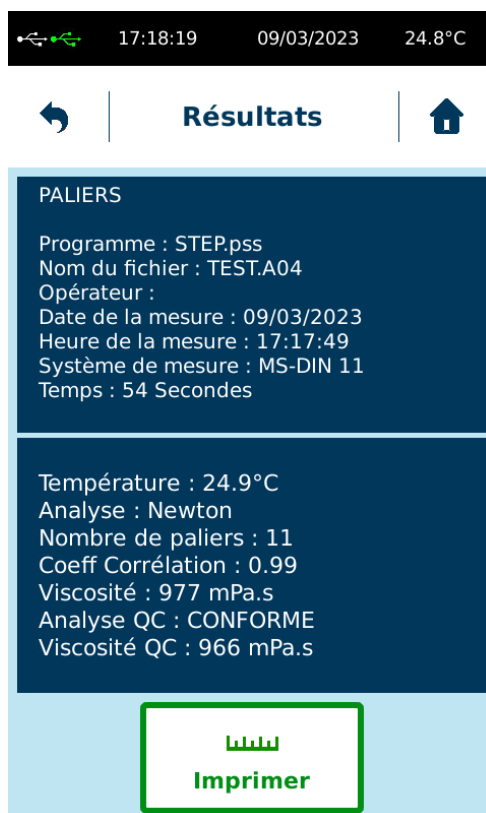 17:18:19 09/03/2023 24.8°C
Résultats
PALIERS
Programme : STEP.pss
Nom du fichier : TEST.A04
Opérateur :
Date de la mesure : 09/03/2023
Heure de la mesure : 17:17:49
Système de mesure : MS-DIN 11
Temps : 54 Secondes
Température : 24.9°C
Analyse : Newton
Nombre de paliers : 11
Coeff Corrélation : 0.99
Viscosité : 977 mPa.s
Analyse QC : CONFORME
Viscosité QC : 966 mPa.s
Imprimer